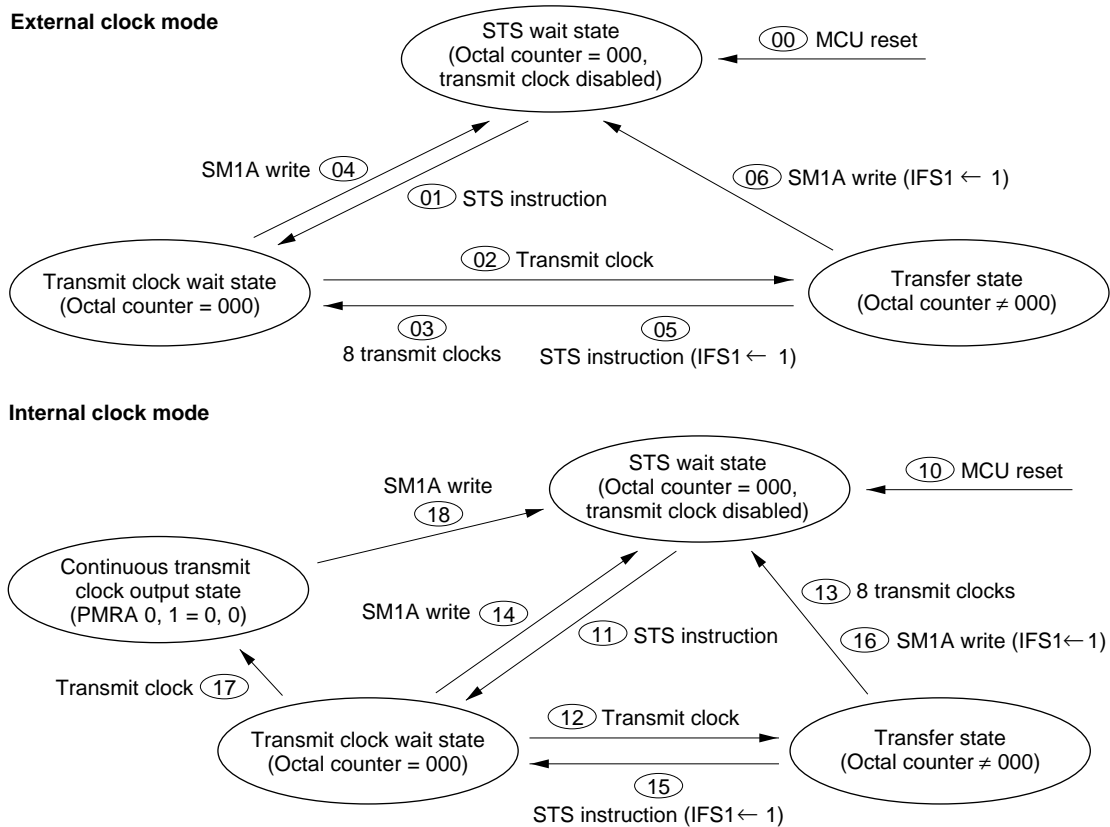 External clock mode
STS wait state
(Octal counter = 000,
transmit clock disabled)
00 MCU reset
SM1A write 04
01 STS instruction
06 SM1A write (IFS1 ← 1)
Transmit clock wait state
(Octal counter = 000)
02 Transmit clock
Transfer state
(Octal counter ≠ 000)
03
8 transmit clocks
05
STS instruction (IFS1 ← 1)
Internal clock mode
STS wait state
(Octal counter = 000,
transmit clock disabled)
10 MCU reset
SM1A write
18
Continuous transmit
clock output state
(PMRA 0, 1 = 0, 0)
SM1A write 14
11 STS instruction
13 8 transmit clocks
16 SM1A write (IFS1← 1)
Transmit clock 17
Transmit clock wait state
(Octal counter = 000)
12 Transmit clock
Transfer state
(Octal counter ≠ 000)
15
STS instruction (IFS1 ← 1)